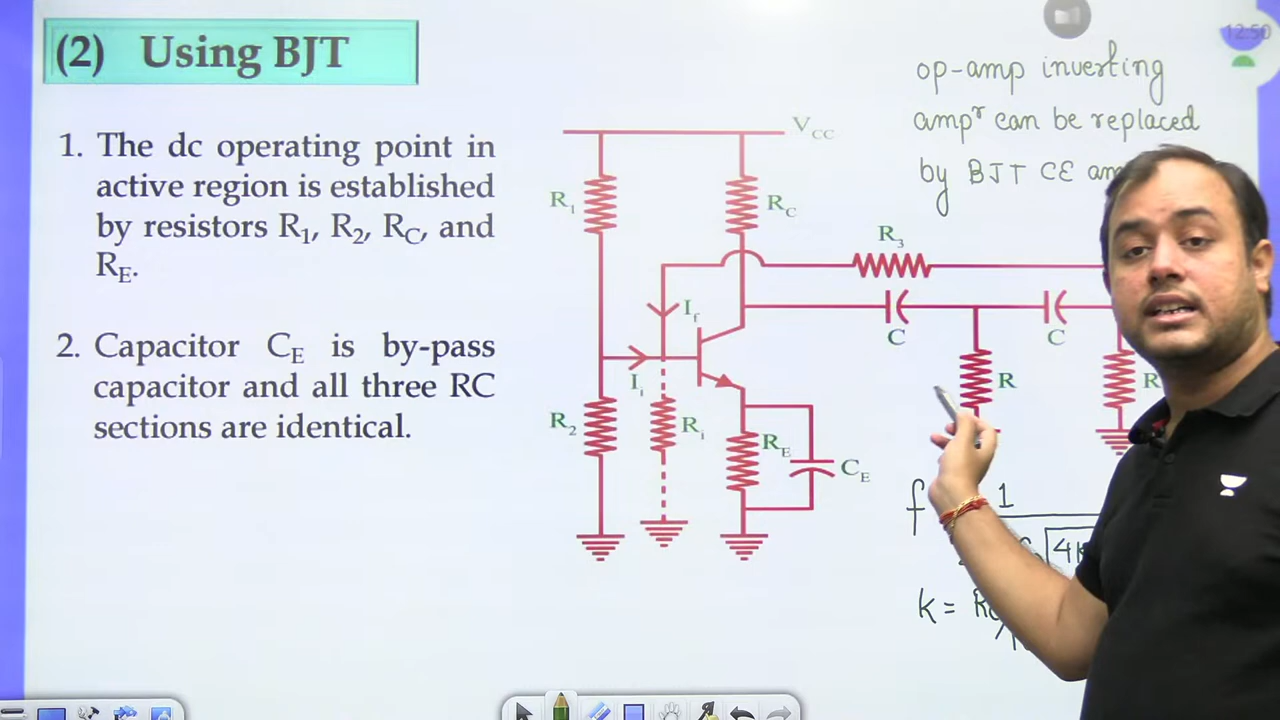 (2) Using BJT
1. The dc operating point in
active region is established
by resistors R1, R2, RC, and
RE.
2. Capacitor CE is by-pass
capacitor and all three RC
sections are identical.
op-amp inverting
ampr can be replaced
by BJT CE
12:50
VCC
R1
RC
R3
If
C
C
Ii
R
R
R2
Ri
RE
CE
f
1
k =